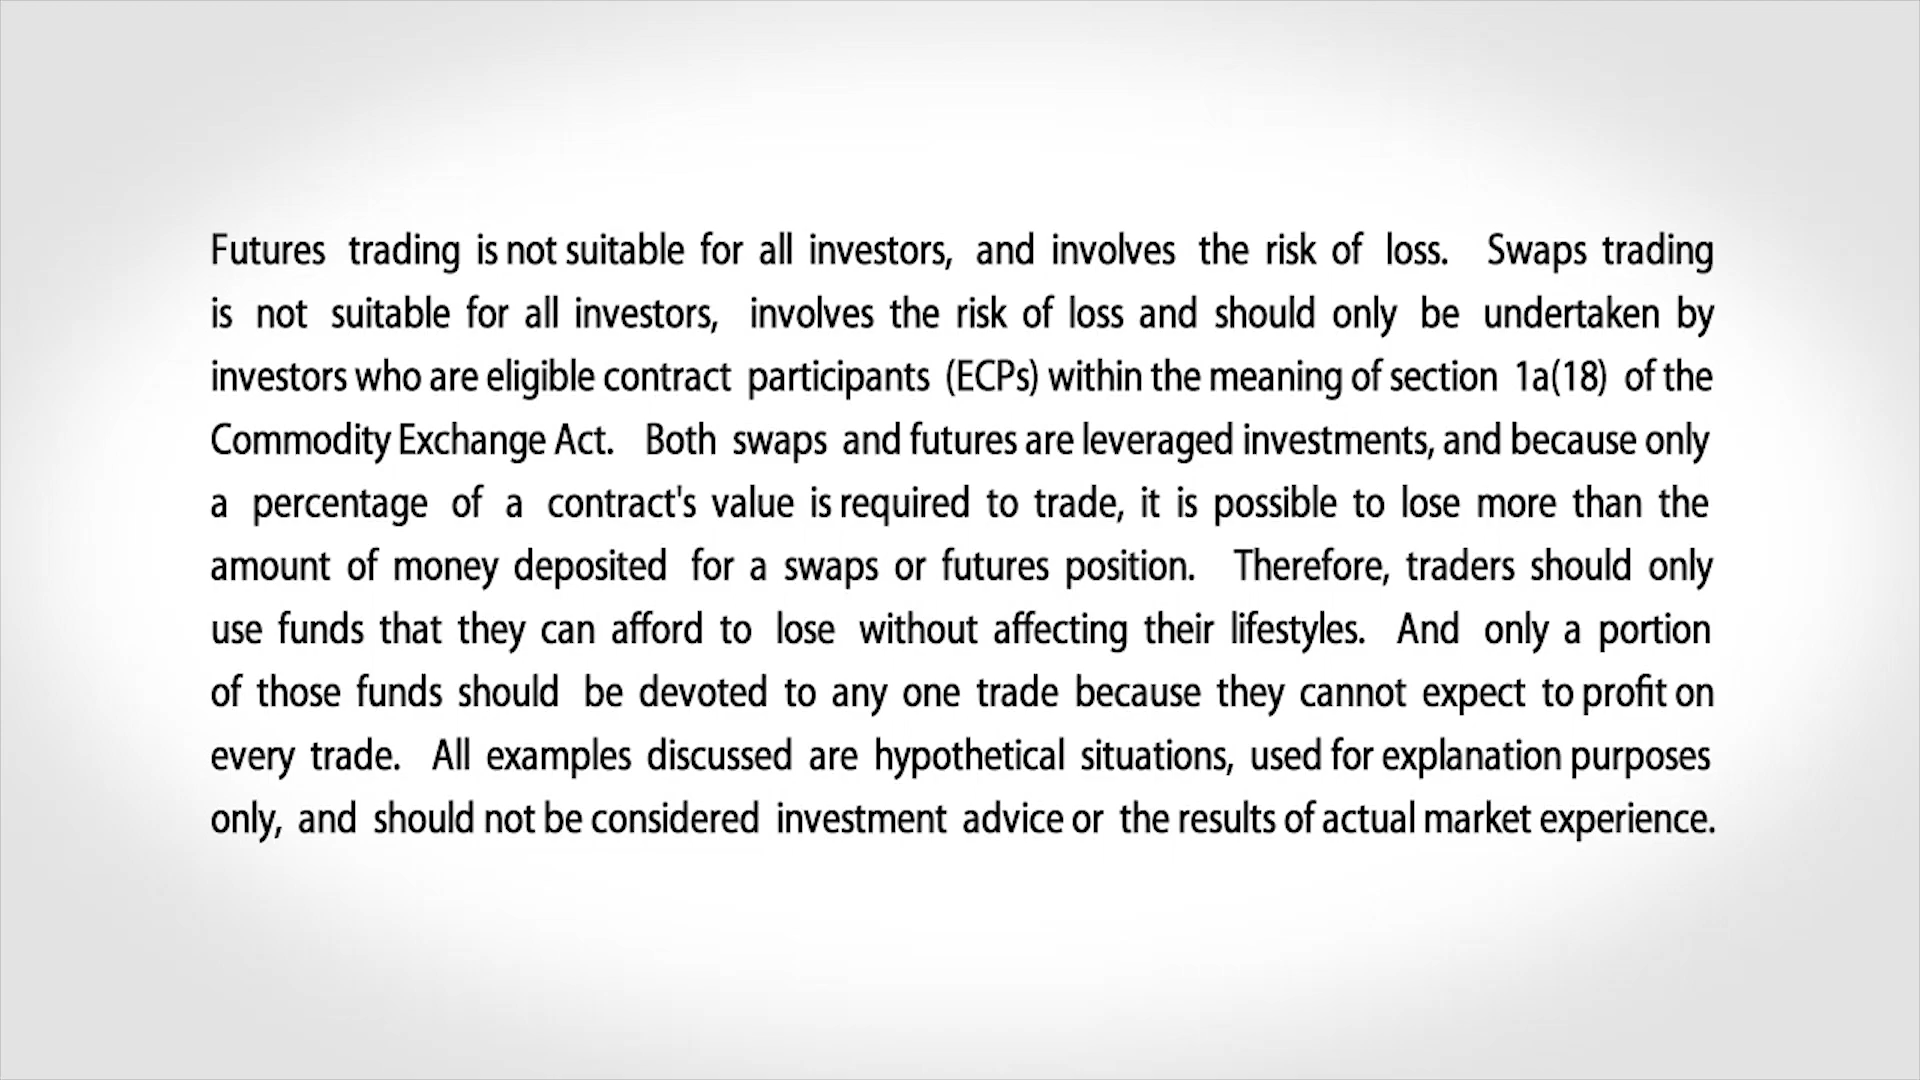 Futures trading is not suitable for all investors, and involves the risk of loss. Swaps trading
is not suitable for all investors, involves the risk of loss and should only be undertaken by
investors who are eligible contract participants (ECPs) within the meaning of section 1a(18) of the
Commodity Exchange Act. Both swaps and futures are leveraged investments, and because only
a percentage of a contract's value is required to trade, it is possible to lose more than the
amount of money deposited for a swaps or futures position. Therefore, traders should only
use funds that they can afford to lose without affecting their lifestyles. And only a portion
of those funds should be devoted to any one trade because they cannot expect to profit on
every trade. All examples discussed are hypothetical situations, used for explanation purposes
only, and should not be considered investment advice or the results of actual market experience.